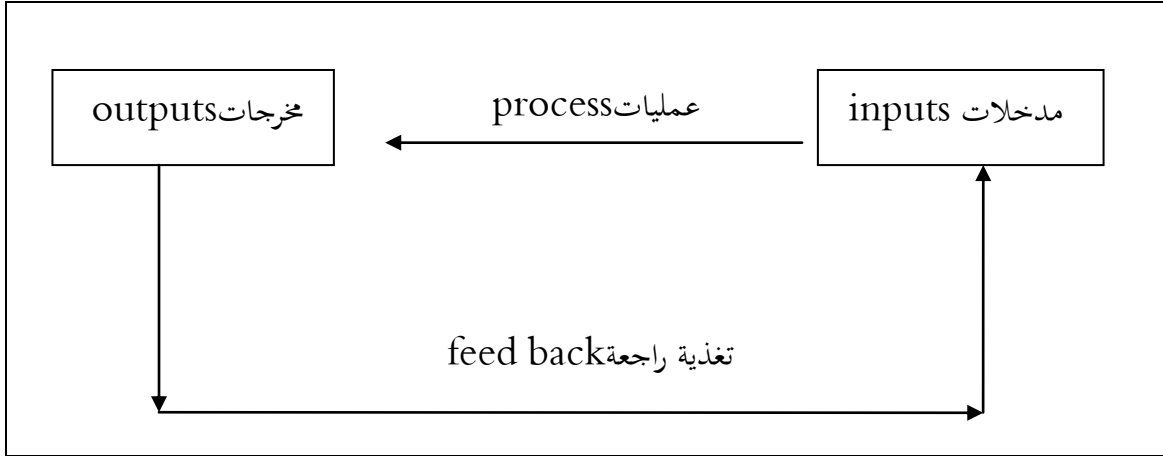 مدخلات inputs
عملياتprocess
مخرجاتoutputs
تغذية راجعةfeed back